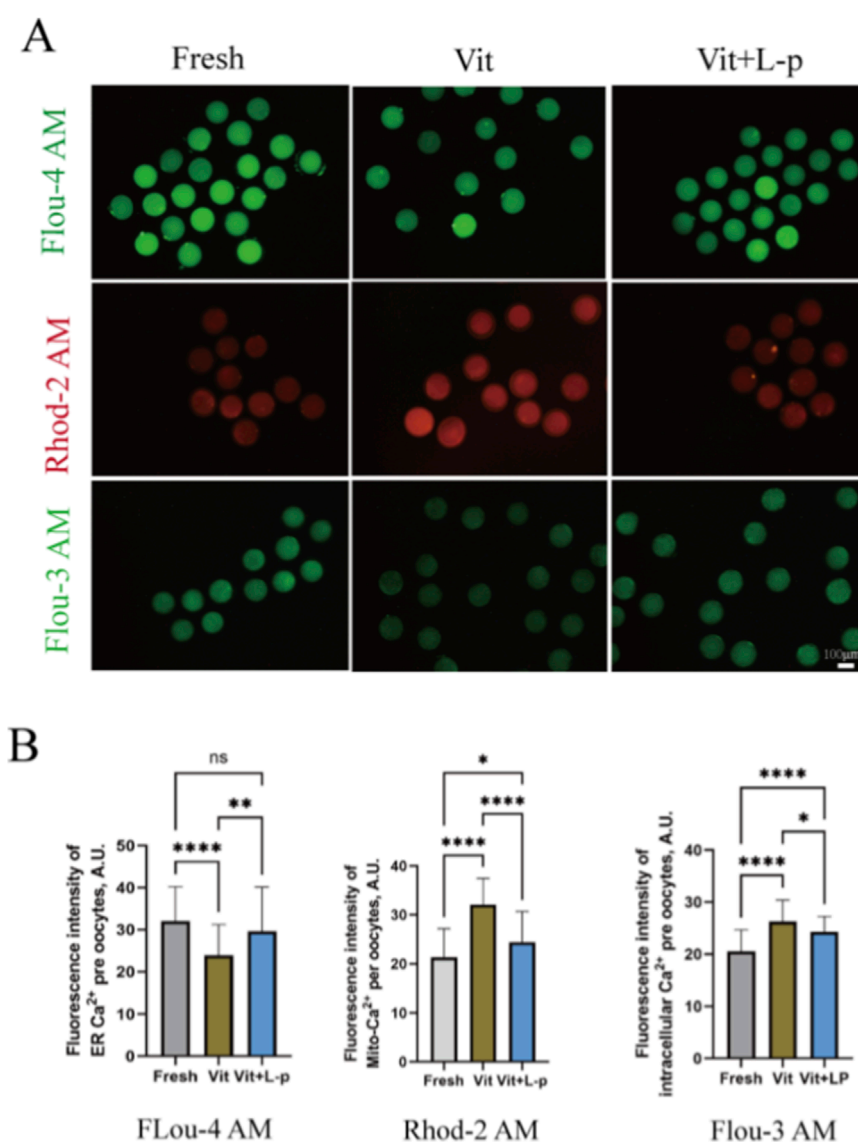 A
Fresh
Vit
Vit+L-p
Flou-4 AM
Rhod-2 AM
Flou-3 AM
100μm
B
ns
**
****
Fluorescence intensity of
ER Ca²⁺ pre oocytes, A.U.
50
40
30
20
10
0
Fresh Vit Vit+L-p
FLou-4 AM
*
****
****
Fluorescence intensity of
Mito-Ca²⁺ per oocytes, A.U.
40
30
20
10
0
Fresh Vit Vit+L-p
Rhod-2 AM
****
*
****
Fluorescence intensity of
intracellular Ca²⁺ pre oocytes, A.U.
40
30
20
10
0
Fresh Vit Vit+LP
Flou-3 AM